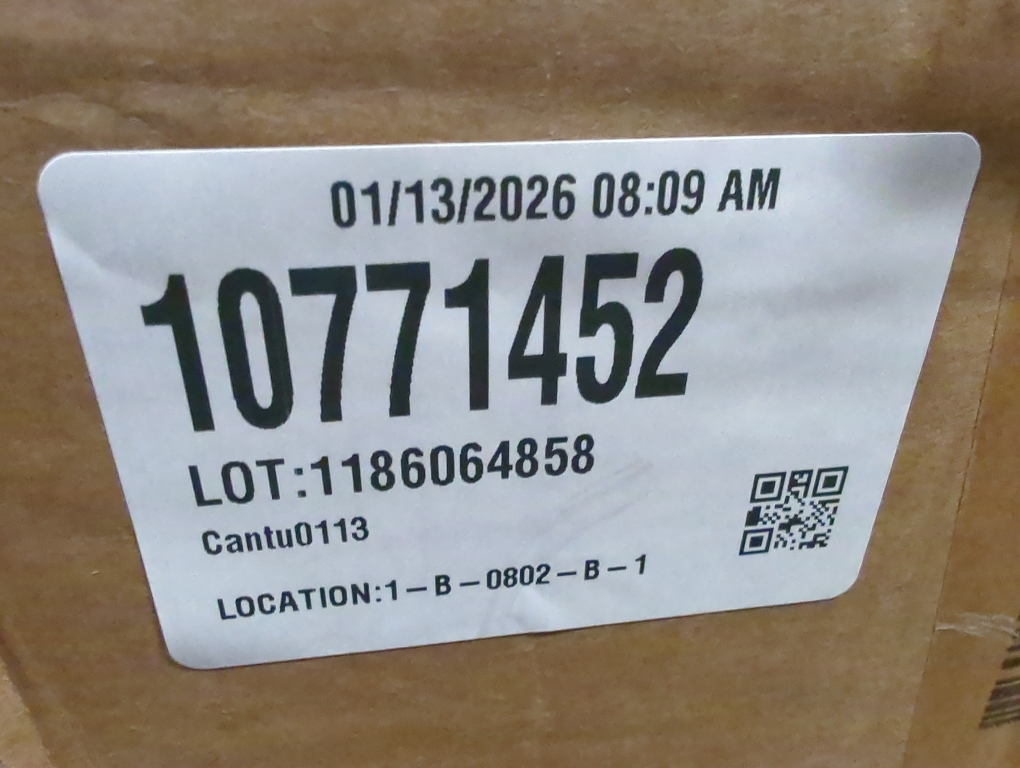 01/13/2026 08:09 AM
10771452
LOT:1186064858
Cantu0113
LOCATION:1-B-0802-B-1